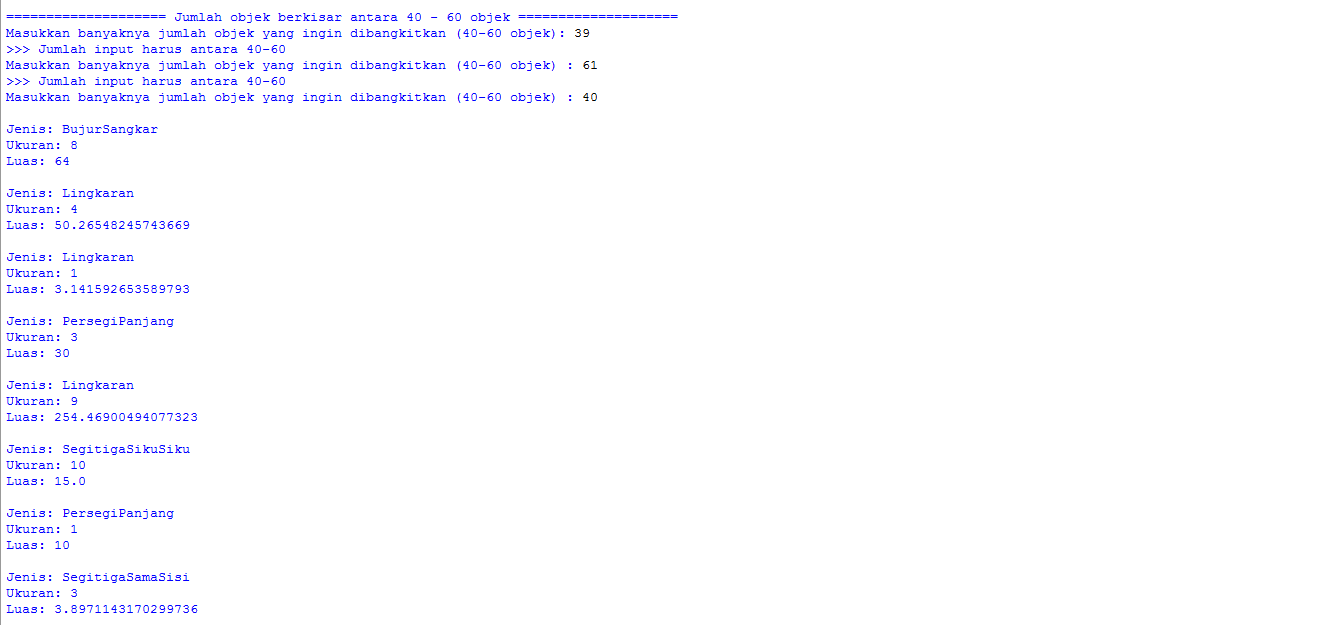 ==================== Jumlah objek berkisar antara 40 - 60 objek ====================
Masukkan banyaknya jumlah objek yang ingin dibangkitkan (40-60 objek): 39
>>> Jumlah input harus antara 40-60
Masukkan banyaknya jumlah objek yang ingin dibangkitkan (40-60 objek) : 61
>>> Jumlah input harus antara 40-60
Masukkan banyaknya jumlah objek yang ingin dibangkitkan (40-60 objek) : 40
Jenis: BujurSangkar
Ukuran: 8
Luas: 64
Jenis: Lingkaran
Ukuran: 4
Luas: 50.26548245743669
Jenis: Lingkaran
Ukuran: 1
Luas: 3.141592653589793
Jenis: PersegiPanjang
Ukuran: 3
Luas: 30
Jenis: Lingkaran
Ukuran: 9
Luas: 254.46900494077323
Jenis: SegitigaSikuSiku
Ukuran: 10
Luas: 15.0
Jenis: PersegiPanjang
Ukuran: 1
Luas: 10
Jenis: SegitigaSamaSisi
Ukuran: 3
Luas: 3.8971143170299736